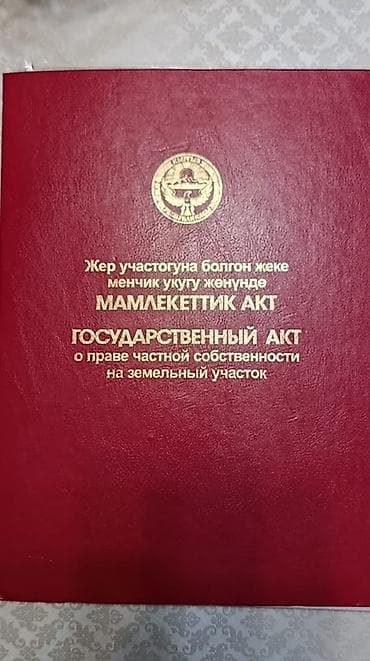 Жер участогуна болгон жеке
менчик укугу жөнүндө
МАМЛЕКЕТТИК АКТ
ГОСУДАРСТВЕННЫЙ АКТ
о праве частной собственности
на земельный участок